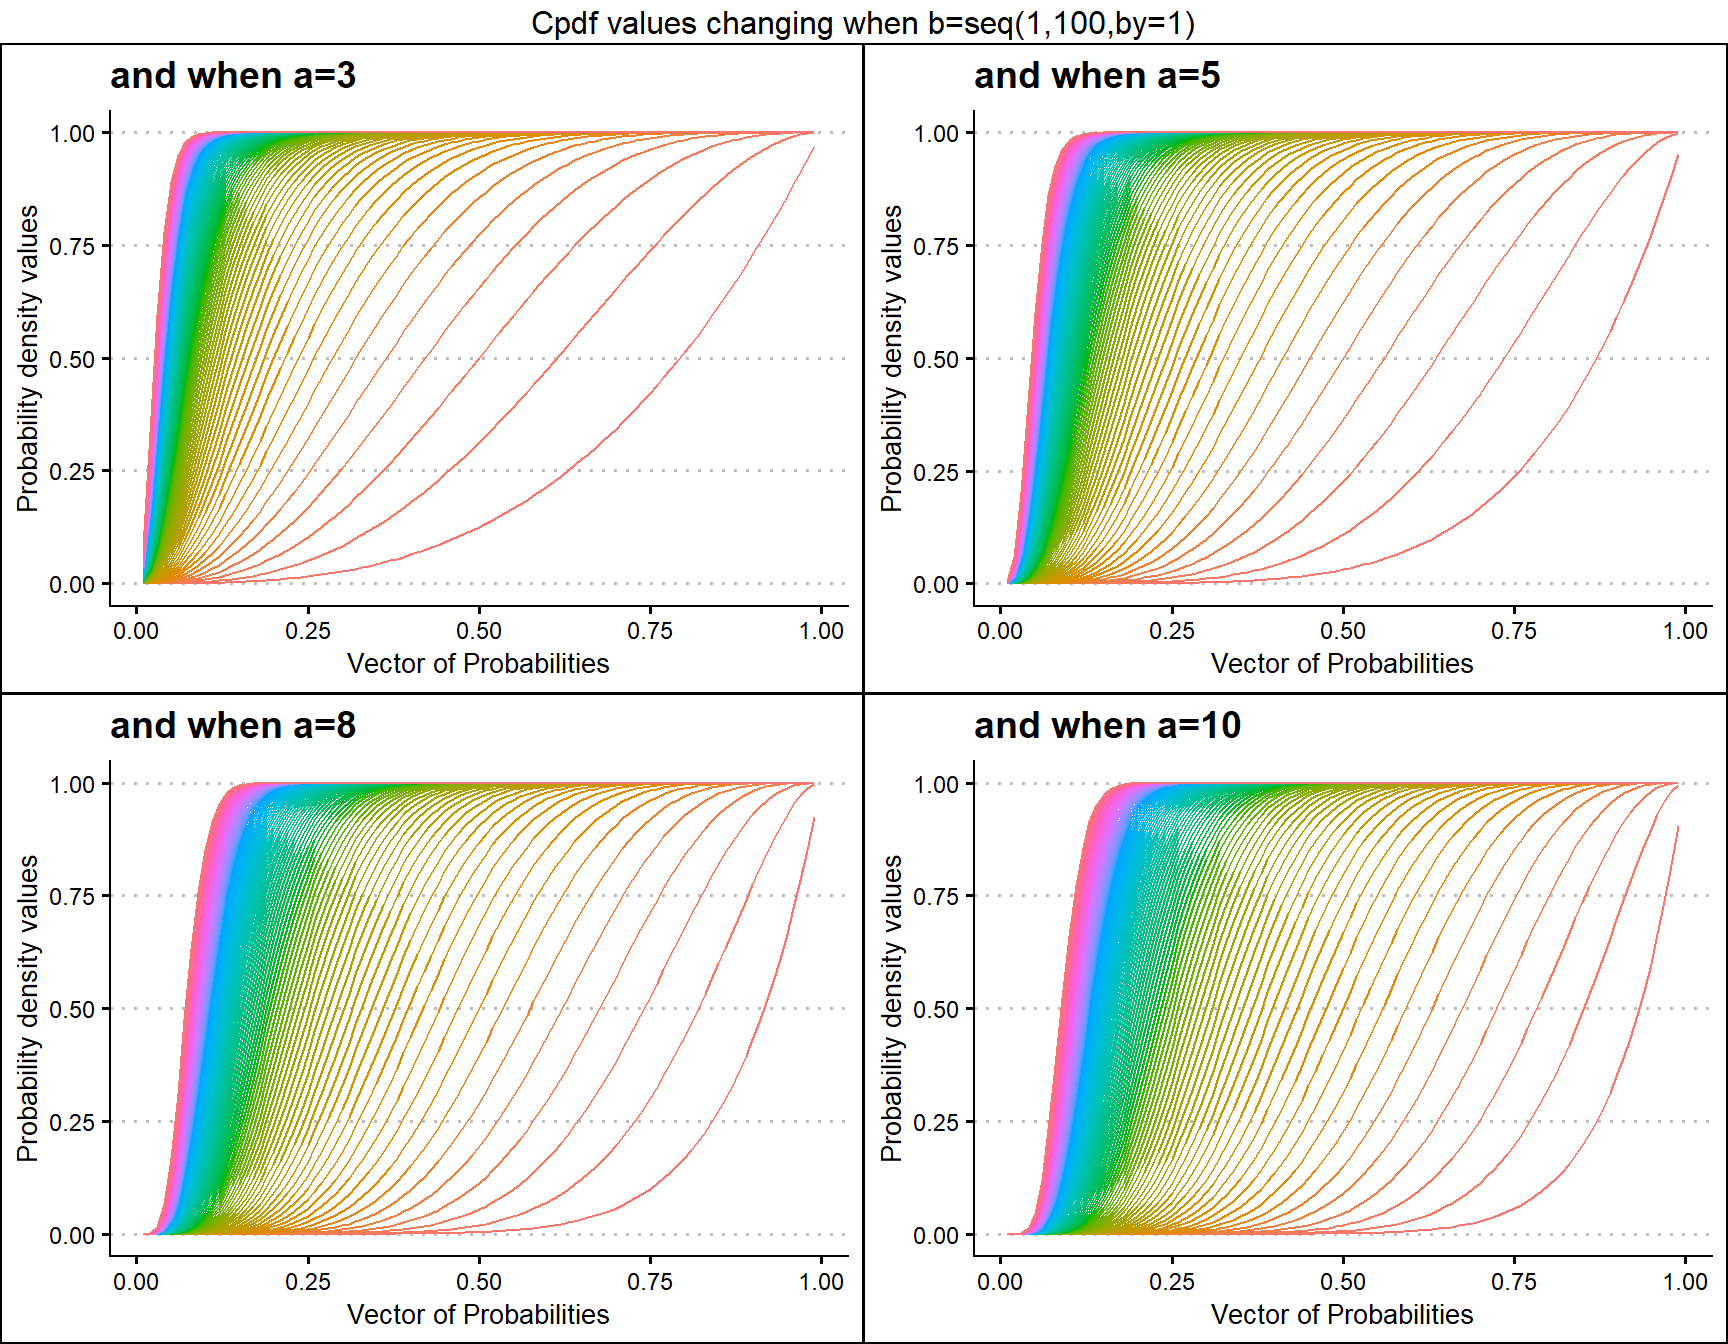 Cpdf values changing when b=seq(1,100,by=1)
and when a=3
Probability density values
1.00
0.75
0.50
0.25
0.00
0.00 0.25 0.50 0.75 1.00
Vector of Probabilities
and when a=5
Probability density values
1.00
0.75
0.50
0.25
0.00
0.00 0.25 0.50 0.75 1.00
Vector of Probabilities
and when a=8
Probability density values
1.00
0.75
0.50
0.25
0.00
0.00 0.25 0.50 0.75 1.00
Vector of Probabilities
and when a=10
Probability density values
1.00
0.75
0.50
0.25
0.00
0.00 0.25 0.50 0.75 1.00
Vector of Probabilities